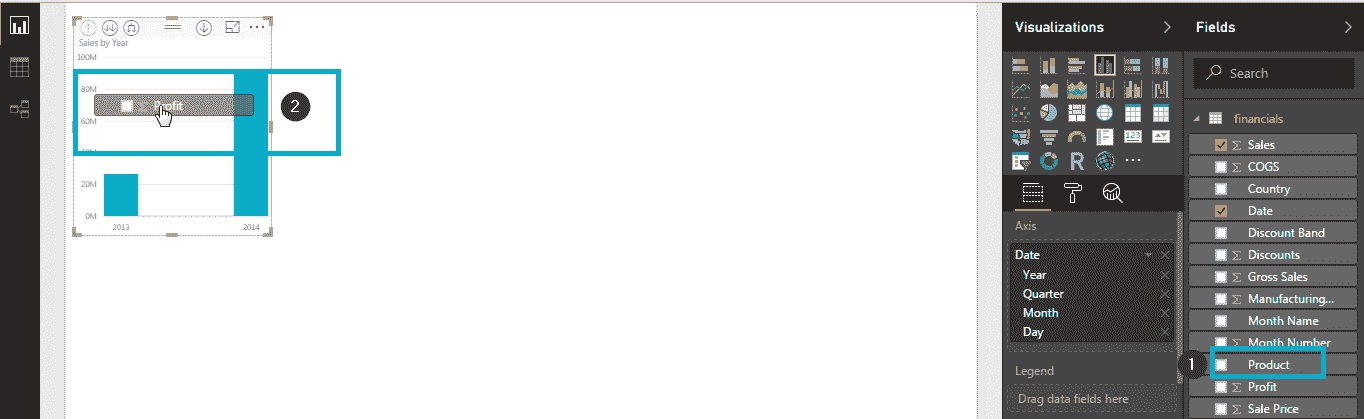 Sales by Year
100M
80M
60M
40M
20M
0M
2013
2014
Σ Profit
2
Visualizations
Fields
Search
financials
Σ Sales
Σ COGS
Country
Date
Discount Band
Σ Discounts
Σ Gross Sales
Σ Manufacturing...
Month Name
Σ Month Number
1
Product
Σ Profit
Σ Sale Price
R
123
Axis
Date
Year
Quarter
Month
Day
Legend
Drag data fields here